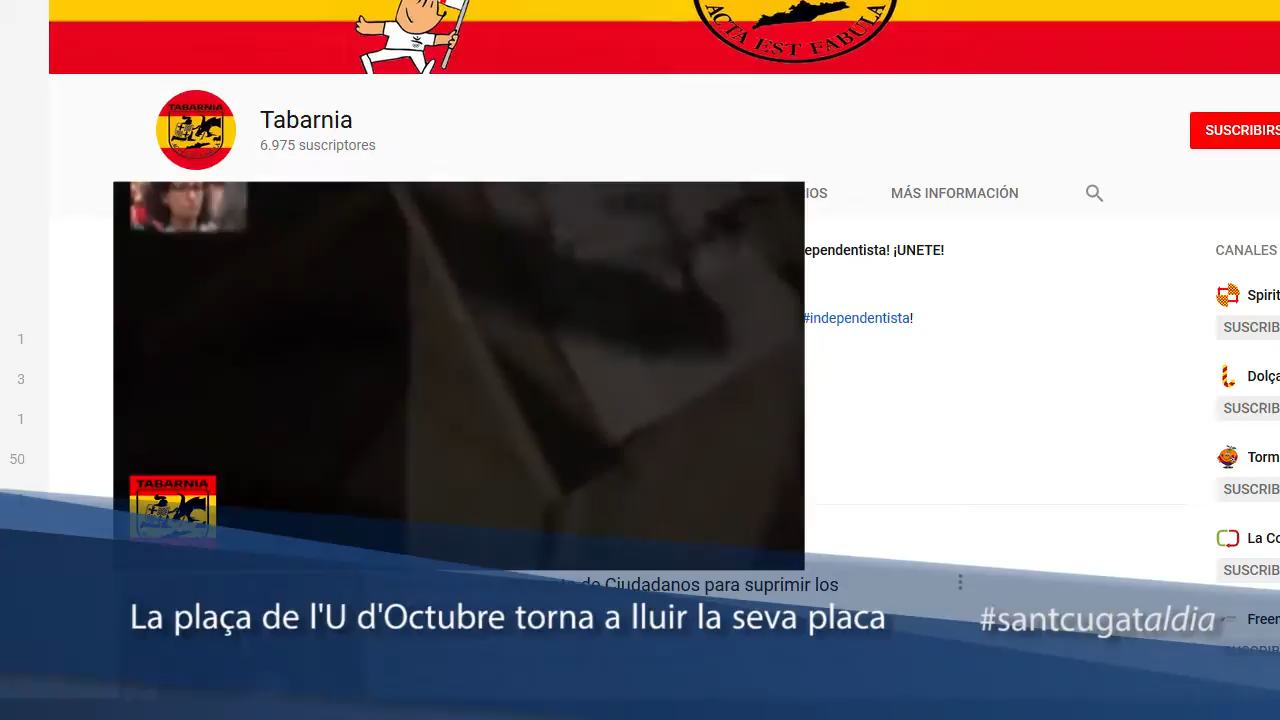 ACTA EST FABULA
TABARNIA
Tabarnia
6.975 suscriptores
SUSCRIBIRS
IOS
MÁS INFORMACIÓN
ependentista! ¡UNETE!
CANALES
Spirit
1
#independentista!
SUSCRIB
3
Dolça
1
SUSCRIB
50
Torm
TABARNIA
SUSCRIB
La Co
SUSCRIB
de Ciudadanos para suprimir los
La plaça de l'U d'Octubre torna a lluir la seva placa
#santcugataldia
Freen
SUSCRIB